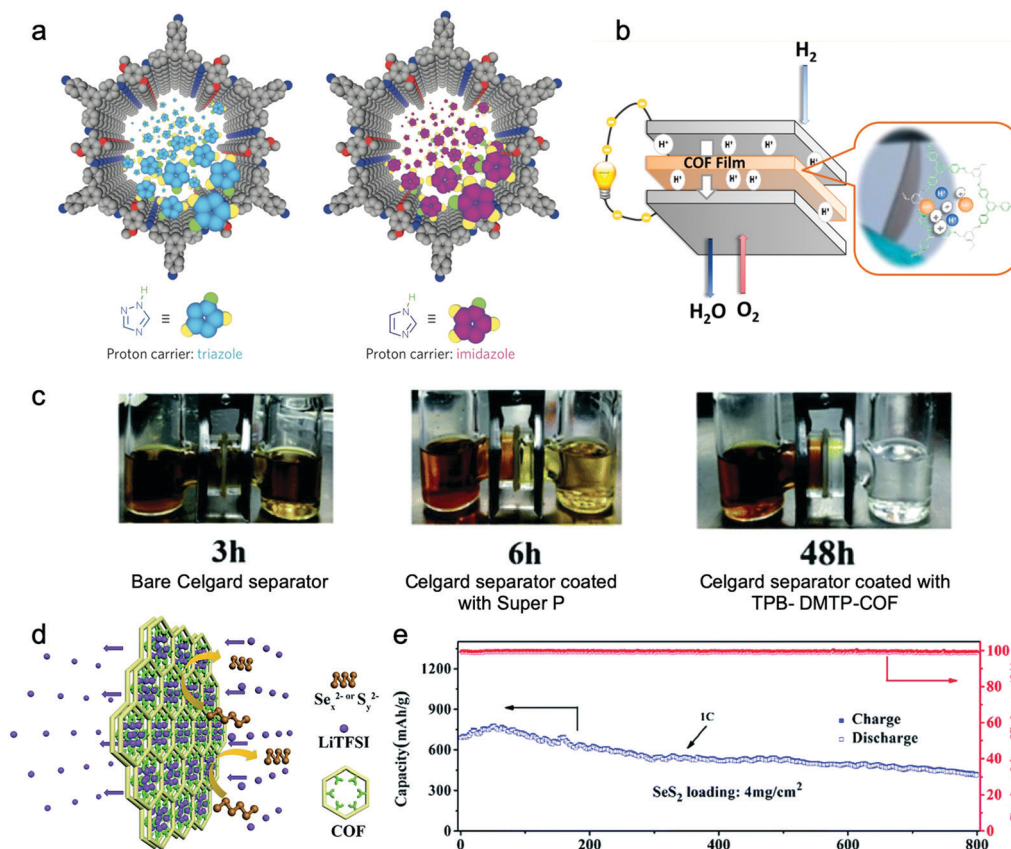 a
H
N
N
N
≡
Proton carrier: triazole
H
N
N
≡
Proton carrier: imidazole
b
H₂
H⁺ H⁺ H⁺
H⁺
COF Film
H⁺ H⁺ H⁺
H⁺
H₂O O₂
c
3h
Bare Celgard separator
6h
Celgard separator coated
with Super P
48h
Celgard separator coated with
TPB- DMTP-COF
d
Seₓ²⁻ or Sᵧ²⁻
LiTFSI
COF
e
Capacity(mAh/g)
1300
900
600
300
0
1C
Charge
Discharge
SeS₂ loading: 4mg/cm²
100
80
60
40
20
0
0 200 400 600 800